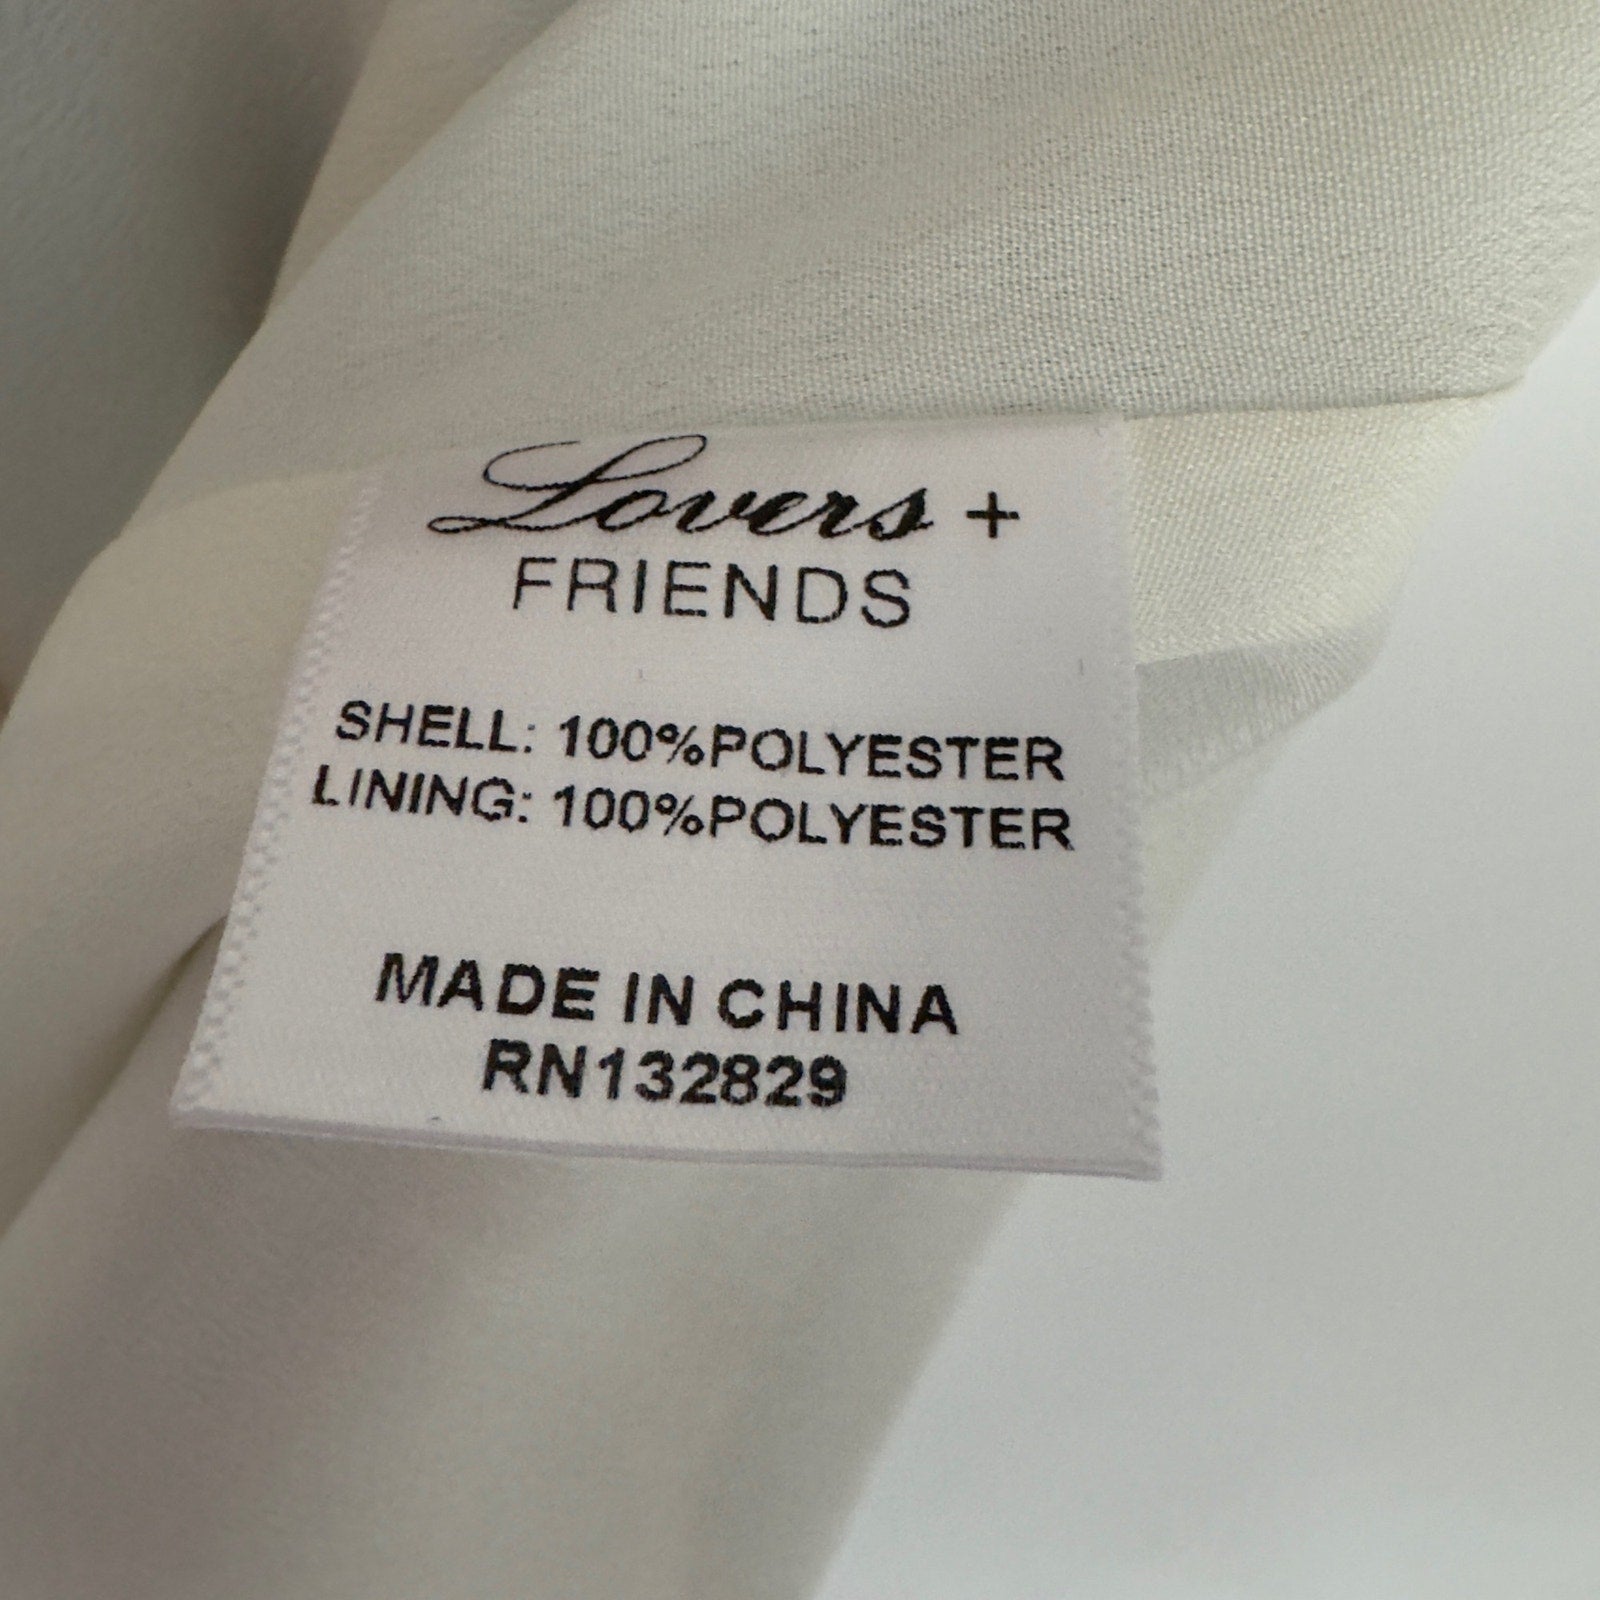 Lovers +
FRIENDS
SHELL: 100%POLYESTER
LINING: 100%POLYESTER
MADE IN CHINA
RN132829